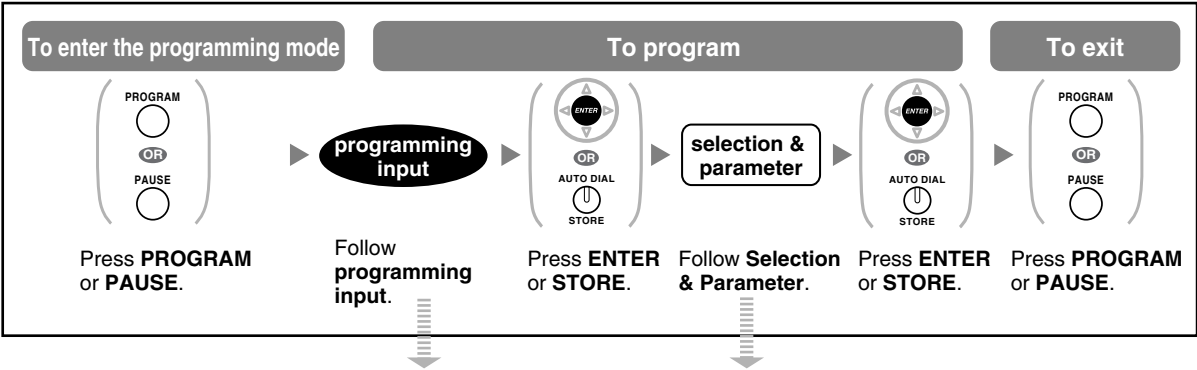 To enter the programming mode
To program
To exit
PROGRAM
OR
PAUSE
programming
input
ENTER
OR
AUTO DIAL
STORE
selection &
parameter
ENTER
OR
AUTO DIAL
STORE
PROGRAM
OR
PAUSE
Press PROGRAM
or PAUSE.
Follow
programming
input.
Press ENTER
or STORE.
Follow Selection
& Parameter.
Press ENTER
or STORE.
Press PROGRAM
or PAUSE.